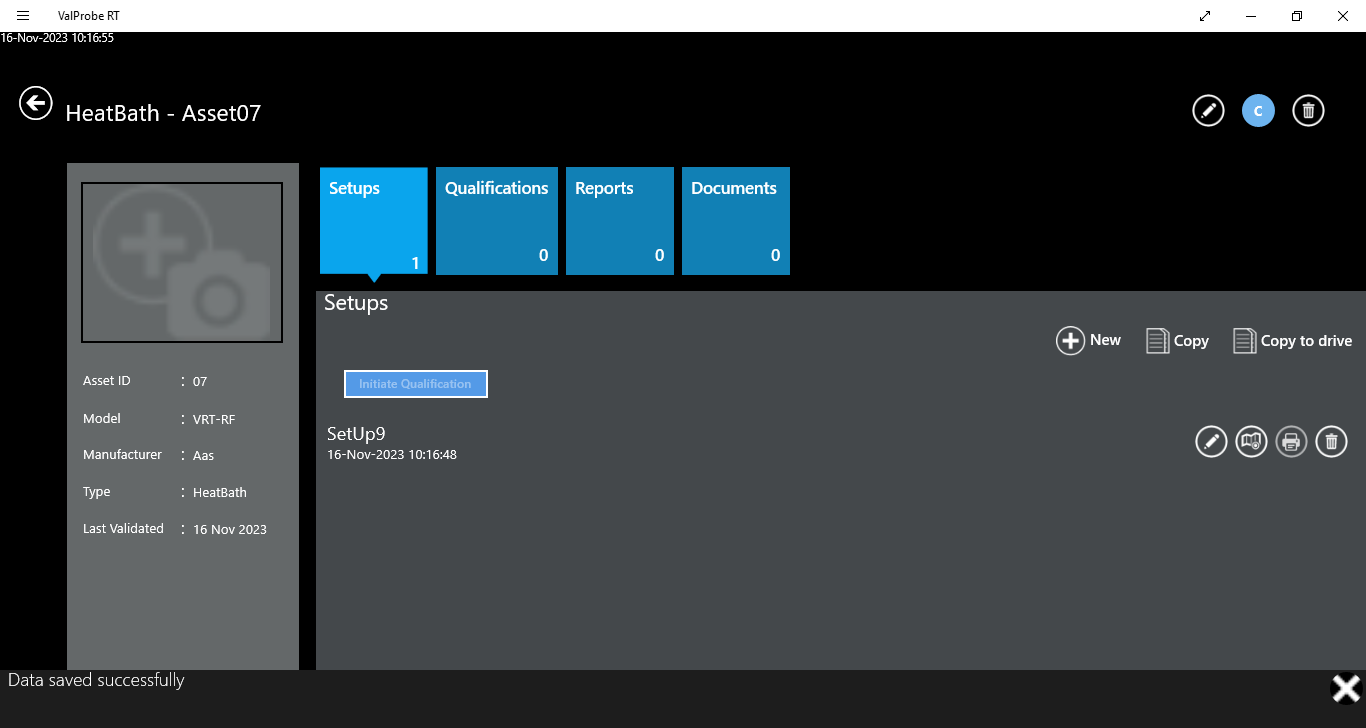 ValProbe RT
16-Nov-2023 10:16:55
HeatBath - Asset07
C
Setups
1
Qualifications
0
Reports
0
Documents
0
Asset ID : 07
Model : VRT-RF
Manufacturer : Aas
Type : HeatBath
Last Validated : 16 Nov 2023
Setups
New
Copy
Copy to drive
Initiate Qualification
SetUp9
16-Nov-2023 10:16:48
Data saved successfully